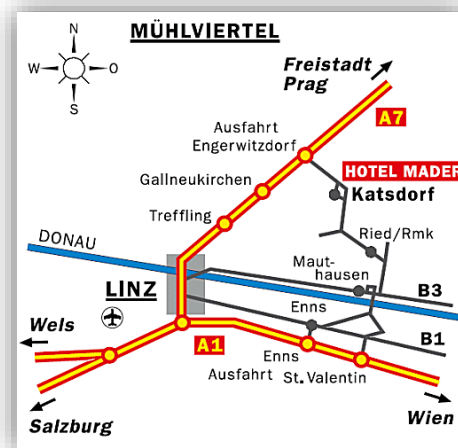 MÜHLVIERTEL
N
W
O
S
Freistadt
Prag
A7
Ausfahrt
Engerwitzdorf
HOTEL MADER
Gallneukirchen
Katsdorf
Treffling
Ried/Rmk
DONAU
Maut-
hausen
LINZ
B3
Enns
Wels
B1
A1
Enns
Ausfahrt
St. Valentin
Salzburg
Wien